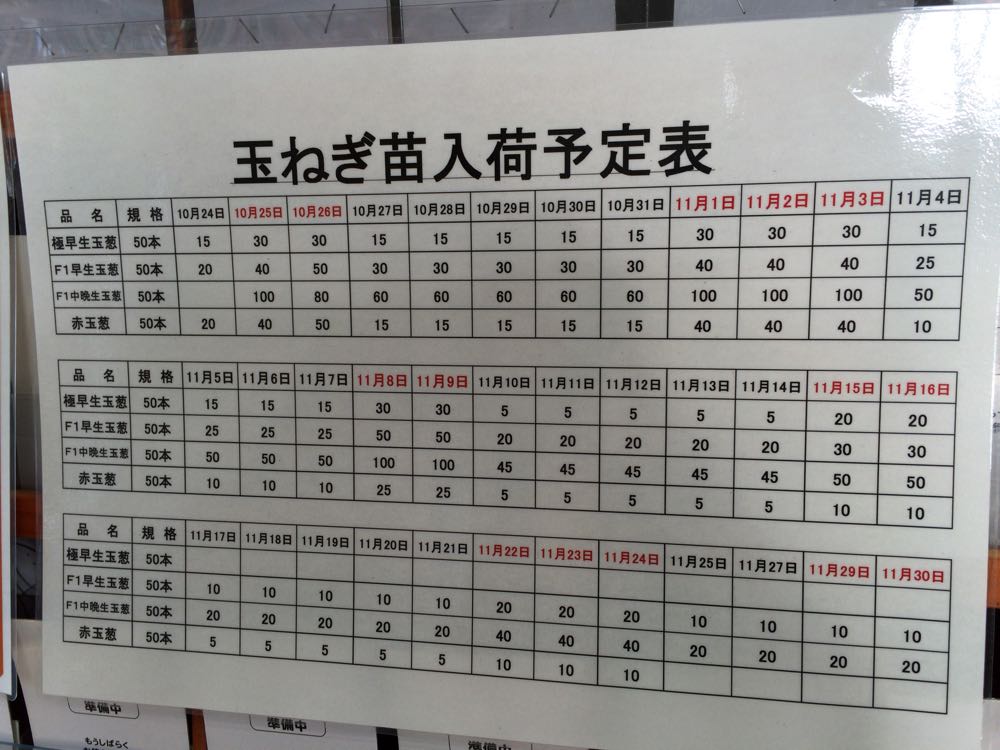 玉ねぎ苗入荷予定表
品名 規格 10月24日 10月25日 10月26日 10月27日 10月28日 10月29日 10月30日 10月31日 11月1日 11月2日 11月3日 11月4日
極早生玉葱 50本 15 30 30 15 15 15 15 15 30 30 30 15
F1早生玉葱 50本 20 40 50 30 30 30 30 30 40 40 40 25
F1中晩生玉葱 50本 100 80 60 60 60 60 60 100 100 100 50
赤玉葱 50本 20 40 50 15 15 15 15 15 40 40 40 10
品名 規格 11月5日 11月6日 11月7日 11月8日 11月9日 11月10日 11月11日 11月12日 11月13日 11月14日 11月15日 11月16日
極早生玉葱 50本 15 15 15 30 30 5 5 5 5 5 20 20
F1早生玉葱 50本 25 25 25 50 50 20 20 20 20 20 30 30
F1中晩生玉葱 50本 50 50 50 100 100 45 45 45 45 45 50 50
赤玉葱 50本 10 10 10 25 25 5 5 5 5 5 10 10
品名 規格 11月17日 11月18日 11月19日 11月20日 11月21日 11月22日 11月23日 11月24日 11月25日 11月27日 11月29日 11月30日
極早生玉葱 50本
F1早生玉葱 50本 10 10 10 10 10 20 20 20 10 10 10 10
F1中晩生玉葱 50本 20 20 20 20 20 40 40 40 20 20 20 20
赤玉葱 50本 5 5 5 5 5 10 10 10
準備中
準備中
準備中
もうしばらく